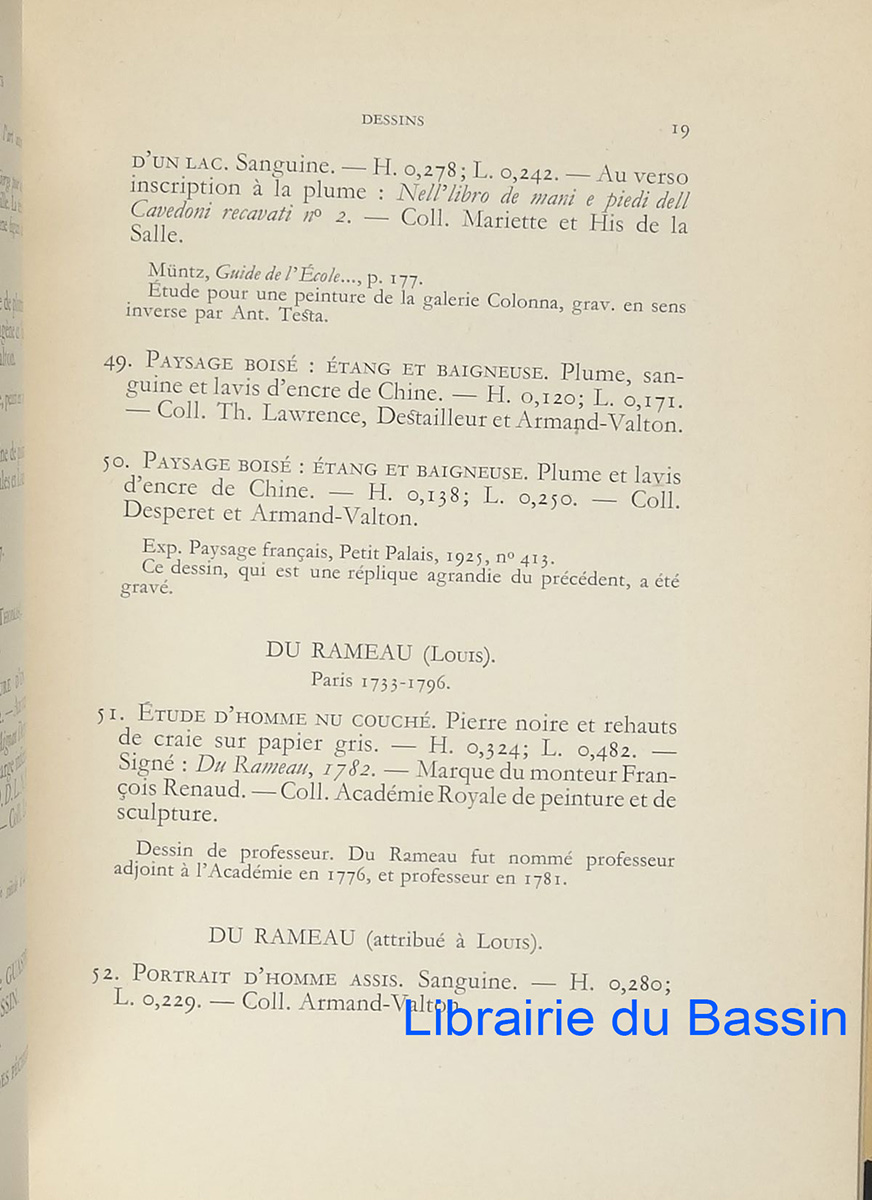 DESSINS 19
D'UN LAC. Sanguine. — H. 0,278; L. 0,242. — Au verso
inscription à la plume : Nell'libro de mani e piedi dell
Cavedoni recavati nº 2. — Coll. Mariette et His de la
Salle.
Müntz, Guide de l'École..., p. 177.
Étude pour une peinture de la galerie Colonna, grav. en sens
inverse par Ant. Testa.
49. PAYSAGE BOISÉ : ÉTANG ET BAIGNEUSE. Plume, san-
guine et lavis d'encre de Chine. — H. 0,120; L. 0,171.
— Coll. Th. Lawrence, Destailleur et Armand-Valton.
50. PAYSAGE BOISÉ : ÉTANG ET BAIGNEUSE. Plume et lavis
d'encre de Chine. — H. 0,138; L. 0,250. — Coll.
Desperet et Armand-Valton.
Exp. Paysage français, Petit Palais, 1925, nº 413.
Ce dessin, qui est une réplique agrandie du précédent, a été
gravé.
DU RAMEAU (LOUIS).
Paris 1733-1796.
51. ÉTUDE D'HOMME NU COUCHÉ. Pierre noire et rehauts
de craie sur papier gris. — H. 0,324; L. 0,482. —
Signé : Du Rameau, 1782. — Marque du monteur Fran-
çois Renaud. — Coll. Académie Royale de peinture et de
sculpture.
Dessin de professeur. Du Rameau fut nommé professeur
adjoint à l'Académie en 1776, et professeur en 1781.
DU RAMEAU (attribué à LOUIS).
52. PORTRAIT D'HOMME ASSIS. Sanguine. — H. 0,280;
L. 0,229. — Coll. Armand-Valton
Librairie du Bassin